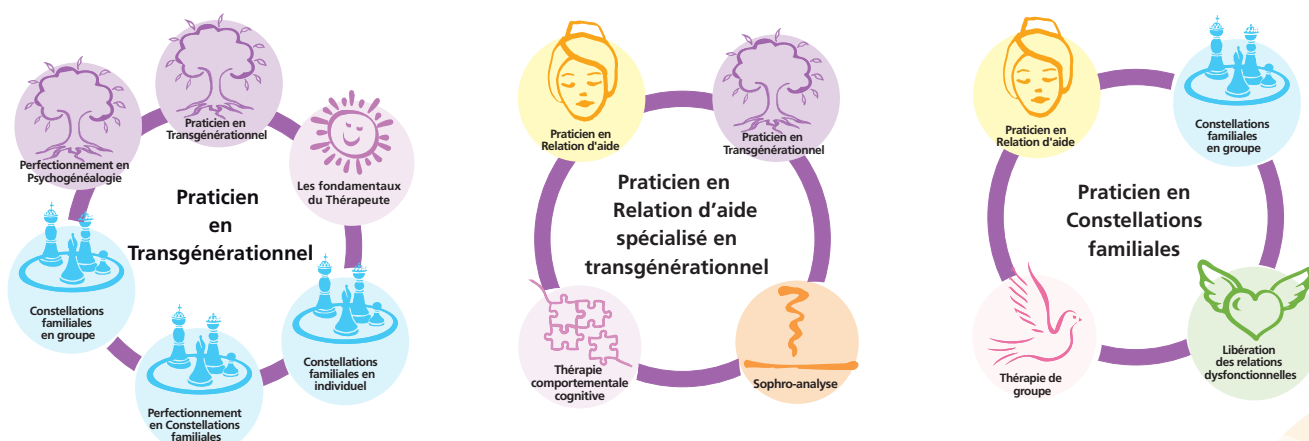 Praticien en
Transgénérationnel
Perfectionnement en
Psychogénéalogie
Les fondamentaux
du Thérapeute
Praticien
en
Transgénérationnel
Constellations
familiales
en groupe
Constellations
familiales en
individuel
Perfectionnement
en Constellations
familiales
Praticien en
Relation d'aide
Praticien en
Transgénérationnel
Praticien en
Relation d’aide
spécialisé en
transgénérationnel
Thérapie
comportementale
cognitive
Sophro-analyse
Praticien en
Relation d'aide
Constellations
familiales
en groupe
Praticien en
Constellations
familiales
Thérapie de
groupe
Libération
des relations
dysfonctionnelles